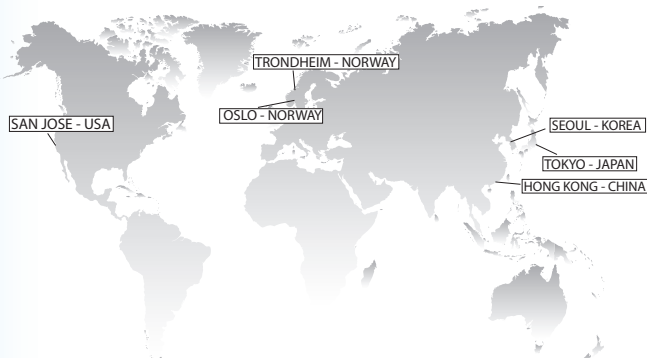 TRONDHEIM - NORWAY
OSLO - NORWAY
SAN JOSE - USA
SEOUL - KOREA
TOKYO - JAPAN
HONG KONG - CHINA